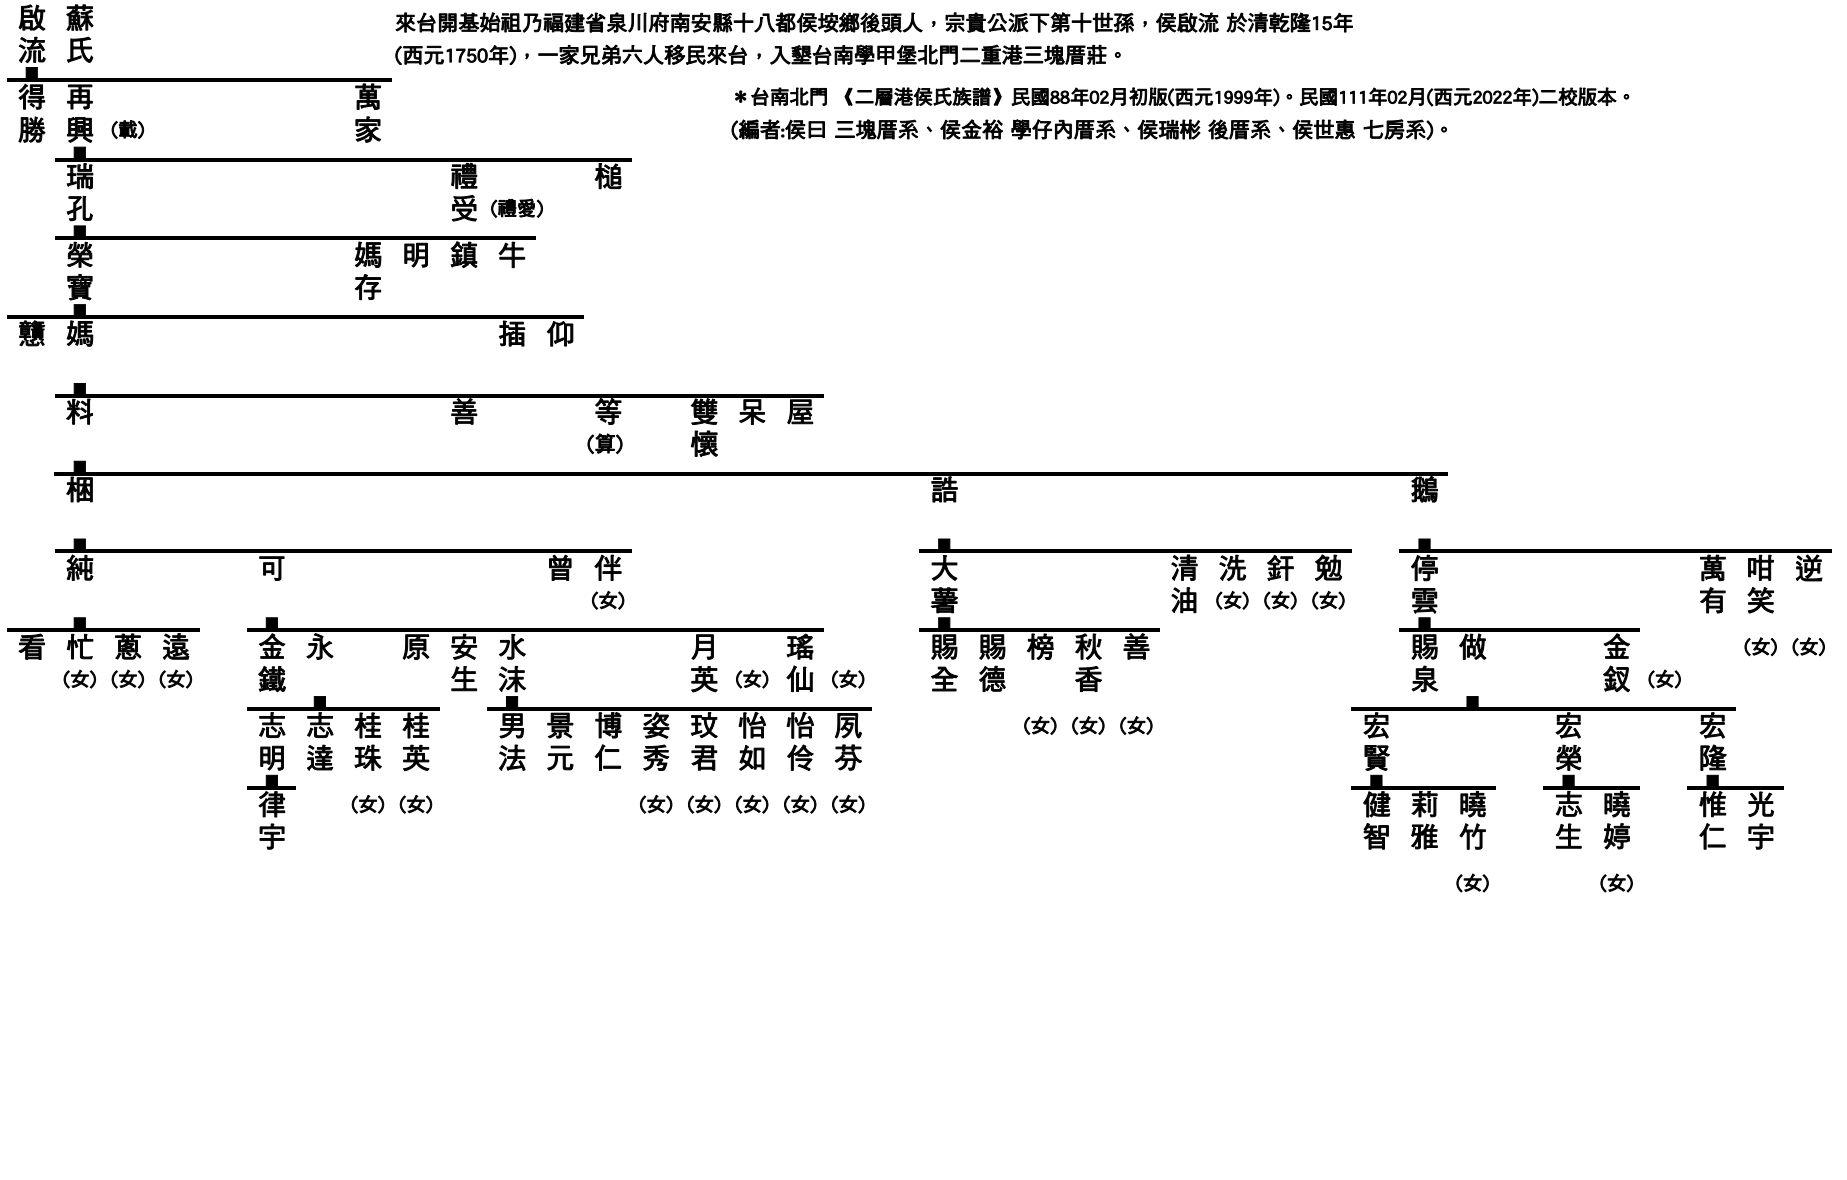 啟流 蘇氏
來台開基始祖乃福建省泉川府南安縣十八都侯垵鄉後頭人，宗貴公派下第十世孫，侯啟流 於清乾隆15年
(西元1750年)，一家兄弟六人移民來台，入墾台南學甲堡北門二重港三塊厝莊。
得勝 再興 (戴) 萬家
＊台南北門 《二層港侯氏族譜》民國88年02月初版(西元1999年)。民國111年02月(西元2022年)二校版本。
(編者:侯曰 三塊厝系、侯金裕 學仔內厝系、侯瑞彬 後厝系、侯世惠 七房系)。
瑞孔 禮受 (禮愛) 槌
榮寶 媽存 明 鎮 牛
戇 媽 插 仰
料 善 等 (算) 雙懷 呆 屋
梱 誥 鵝
純 可 曾 伴 (女) 大薯 清油 洗 (女) 釬 (女) 勉 (女) 停雲 萬有 咁笑 (女) 逆 (女)
看 忙 (女) 蔥 (女) 遠 (女) 金鐵 永 原 安生 水沫 月英 (女) 瑤仙 (女) 賜全 賜德 榜 (女) 秋香 (女) 善 (女) 賜泉 做 金釵 (女)
志明 志達 桂珠 (女) 桂英 (女) 男法 景元 博仁 姿秀 (女) 玟君 (女) 怡如 (女) 怡伶 (女) 夙芬 (女) 宏賢 宏榮 宏隆
律宇 健智 莉雅 曉竹 (女) 志生 曉婷 (女) 惟仁 光宇